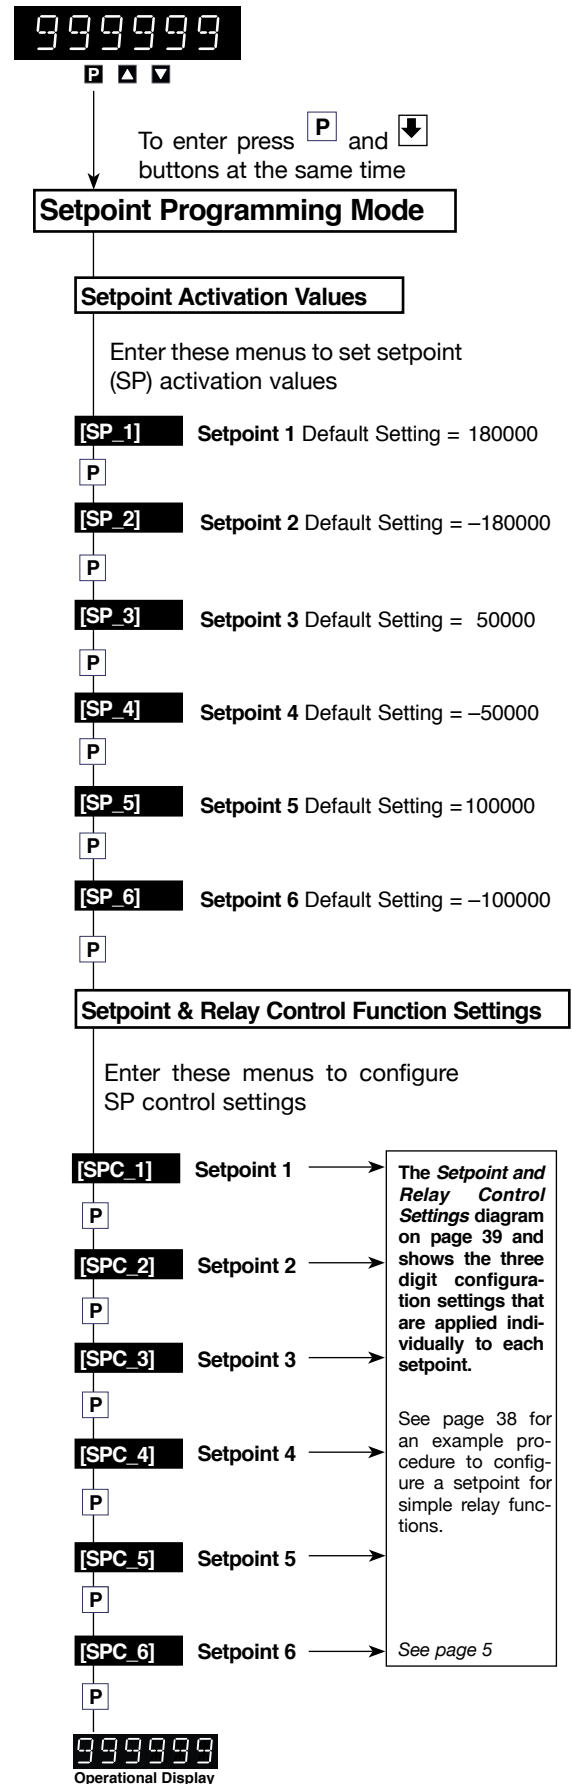 999999
P
To enter press P and
buttons at the same time
Setpoint Programming Mode
Setpoint Activation Values
Enter these menus to set setpoint
(SP) activation values
[SP_1] Setpoint 1 Default Setting = 180000
P
[SP_2] Setpoint 2 Default Setting = –180000
P
[SP_3] Setpoint 3 Default Setting = 50000
P
[SP_4] Setpoint 4 Default Setting = –50000
P
[SP_5] Setpoint 5 Default Setting = 100000
P
[SP_6] Setpoint 6 Default Setting = –100000
P
Setpoint & Relay Control Function Settings
Enter these menus to configure
SP control settings
[SPC_1] Setpoint 1
P
[SPC_2] Setpoint 2
P
[SPC_3] Setpoint 3
P
[SPC_4] Setpoint 4
P
[SPC_5] Setpoint 5
P
[SPC_6] Setpoint 6
P
The Setpoint and
Relay Control
Settings diagram
on page 39 and
shows the three
digit configura-
tion settings that
are applied indi-
vidually to each
setpoint.
See page 38 for
an example pro-
cedure to config-
ure a setpoint for
simple relay func-
tions.
See page 5
999999
Operational Display